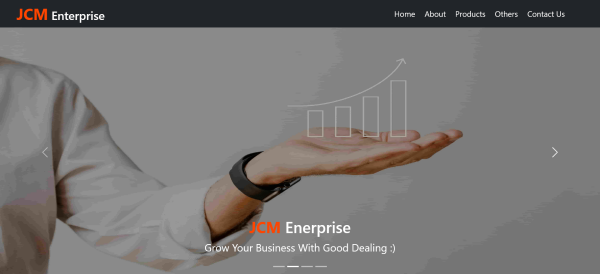 JCM Enterprise
Home About Products Others Contact Us
JCM Enerprise
Grow Your Business With Good Dealing :)